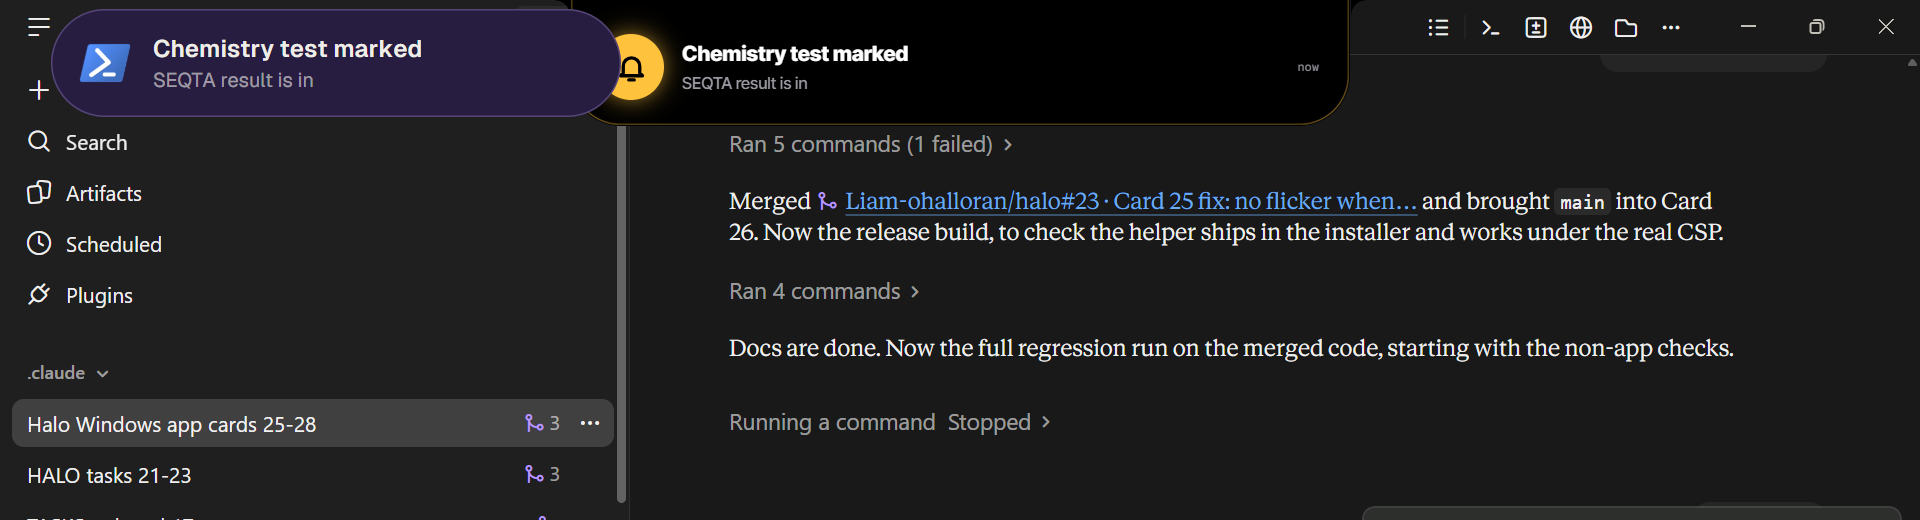 Chemistry test marked
SEQTA result is in
Chemistry test marked
SEQTA result is in
now
Search
Artifacts
Scheduled
Plugins
.claude
Halo Windows app cards 25-28
3
HALO tasks 21-23
3
Ran 5 commands (1 failed)
Merged Liam-ohalloran/halo#23 · Card 25 fix: no flicker when… and brought main into Card
26. Now the release build, to check the helper ships in the installer and works under the real CSP.
Ran 4 commands
Docs are done. Now the full regression run on the merged code, starting with the non-app checks.
Running a command Stopped